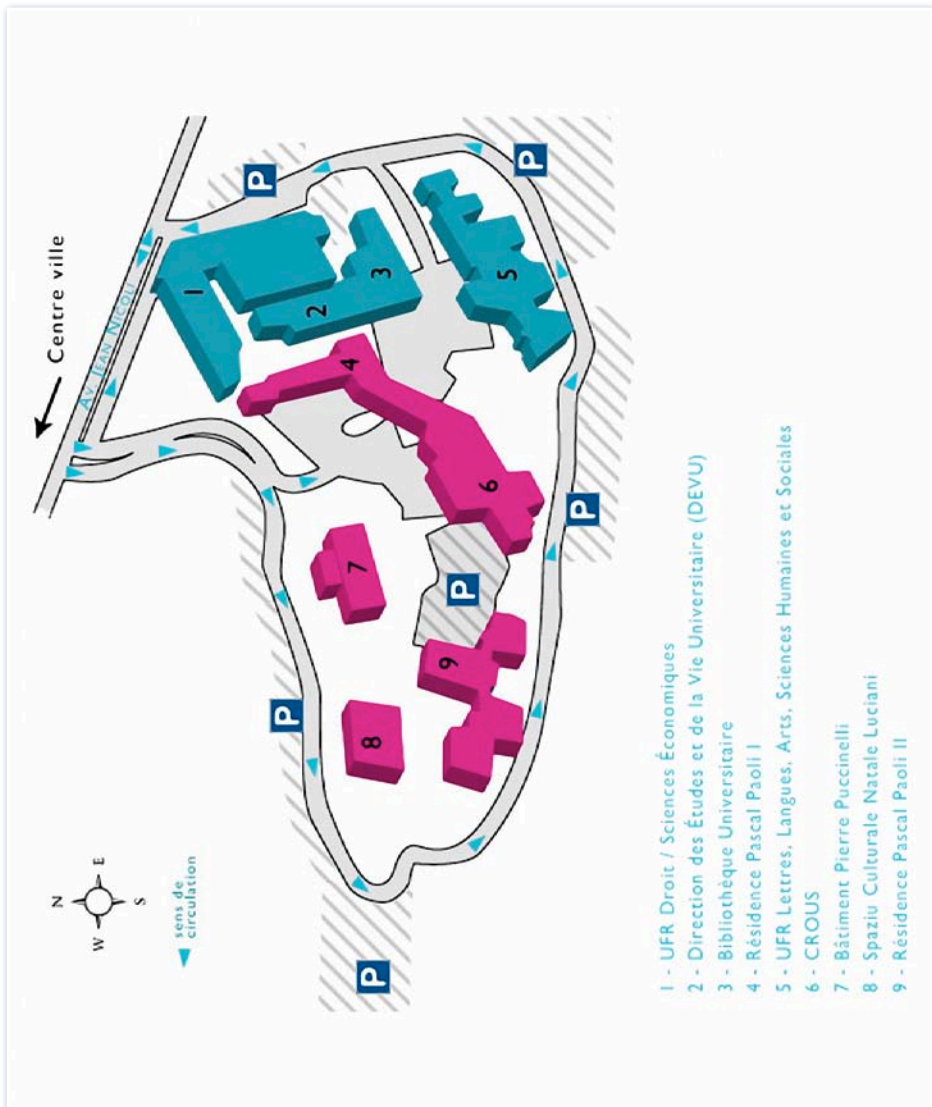 N
W E
S
sens de
circulation
Centre ville
AV. JEAN NICOLI
1
P
P
2
4
7
8
P
3
9
P
6
5
P
P
1 - UFR Droit / Sciences Économiques
2 - Direction des Études et de la Vie Universitaire (DEVU)
3 - Bibliothèque Universitaire
4 - Résidence Pascal Paoli I
5 - UFR Lettres, Langues, Arts, Sciences Humaines et Sociales
6 - CROUS
7 - Bâtiment Pierre Puccinelli
8 - Spaziu Culturale Natale Luciani
9 - Résidence Pascal Paoli II